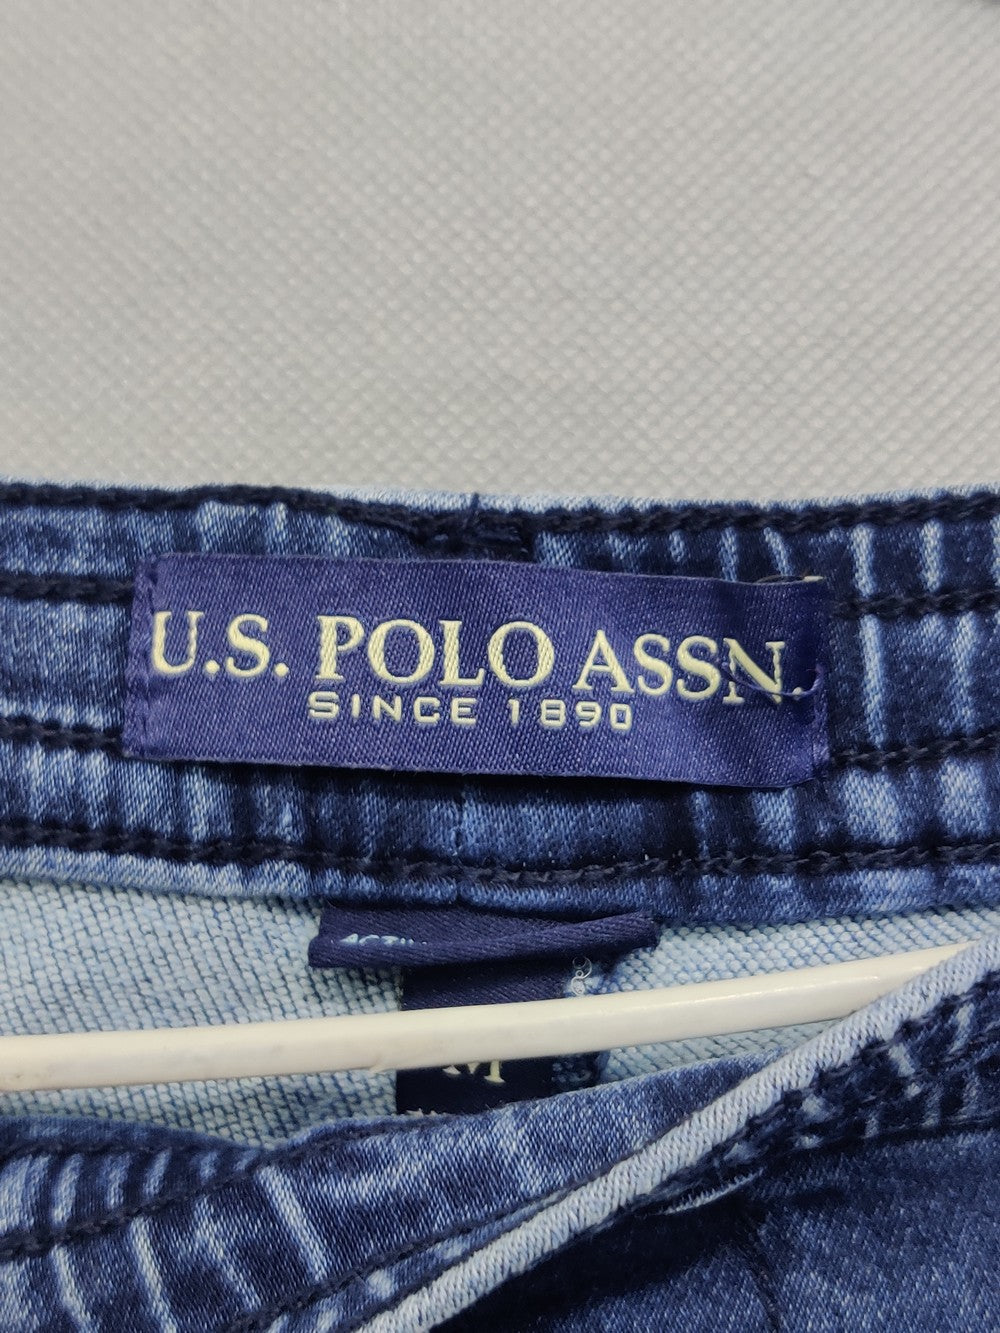 U.S. POLO ASSN.
SINCE 1890
M